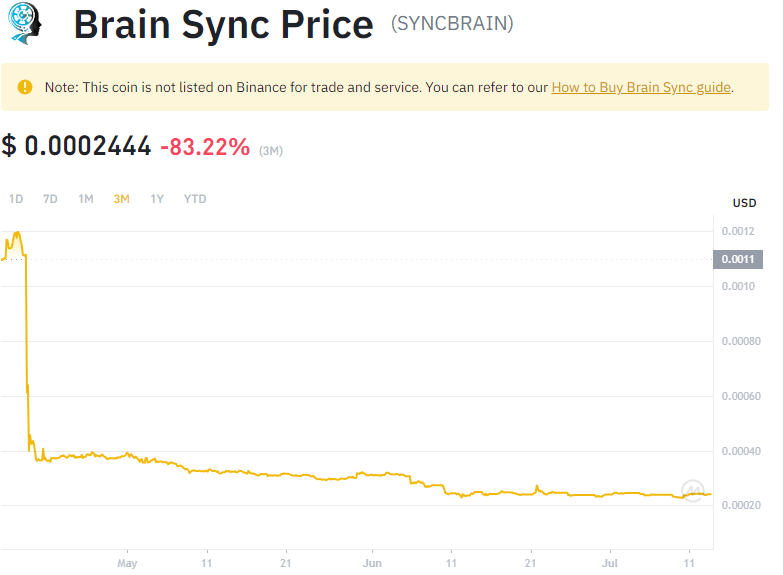 Brain Sync Price (SYNCBRAIN)
Note: This coin is not listed on Binance for trade and service. You can refer to our How to Buy Brain Sync guide.
$ 0.0002444 -83.22% (3M)
1D 7D 1M 3M 1Y YTD
USD
0.0012
0.0011
0.0010
0.00080
0.00060
0.00040
0.00020
May 11 21 Jun 11 21 Jul 11